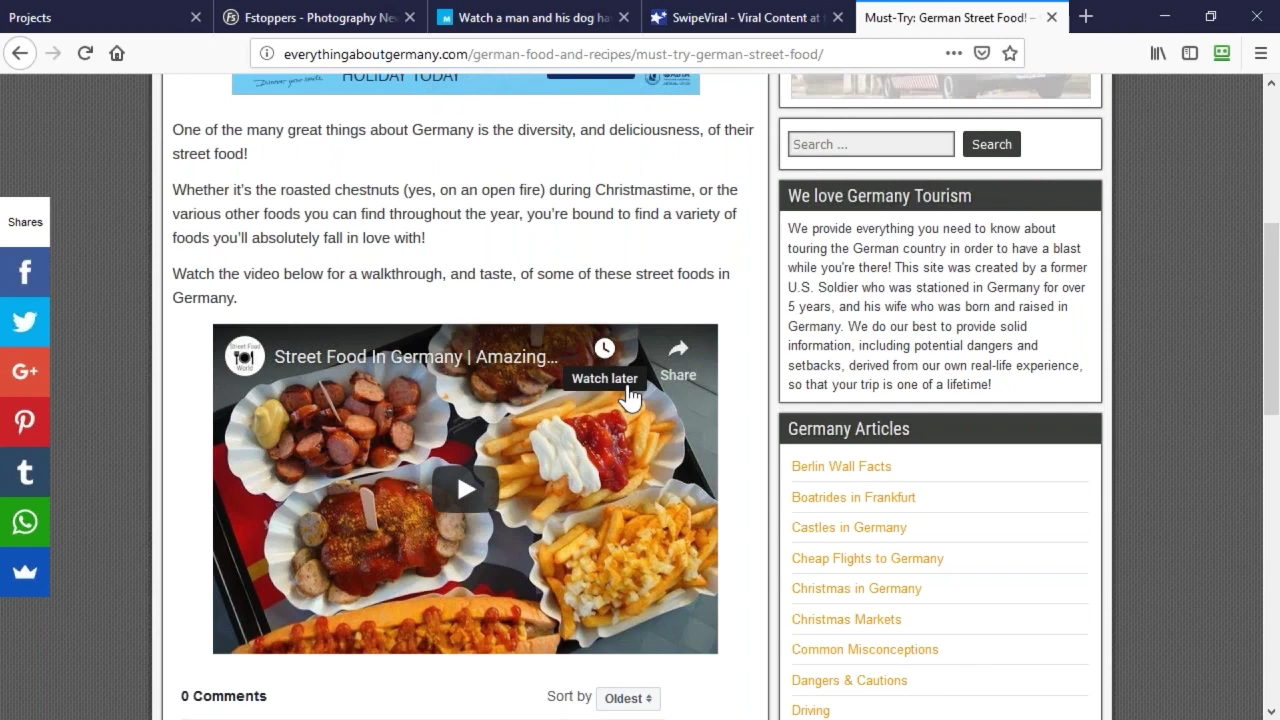 Projects
Fstoppers - Photography Ne
Watch a man and his dog ha
SwipeViral - Viral Content at
Must-Try: German Street Food! –
everythingaboutgermany.com/german-food-and-recipes/must-try-german-street-food/
HOLIDAY TODAY
One of the many great things about Germany is the diversity, and deliciousness, of their
street food!
Whether it's the roasted chestnuts (yes, on an open fire) during Christmastime, or the
various other foods you can find throughout the year, you're bound to find a variety of
foods you'll absolutely fall in love with!
Watch the video below for a walkthrough, and taste, of some of these street foods in
Germany.
Shares
Street Food World
Street Food In Germany | Amazing...
Watch later
Share
0 Comments
Sort by Oldest
Search ...
Search
We love Germany Tourism
We provide everything you need to know about
touring the German country in order to have a blast
while you're there! This site was created by a former
U.S. Soldier who was stationed in Germany for over
5 years, and his wife who was born and raised in
Germany. We do our best to provide solid
information, including potential dangers and
setbacks, derived from our own real-life experience,
so that your trip is one of a lifetime!
Germany Articles
Berlin Wall Facts
Boatrides in Frankfurt
Castles in Germany
Cheap Flights to Germany
Christmas in Germany
Christmas Markets
Common Misconceptions
Dangers & Cautions
Driving